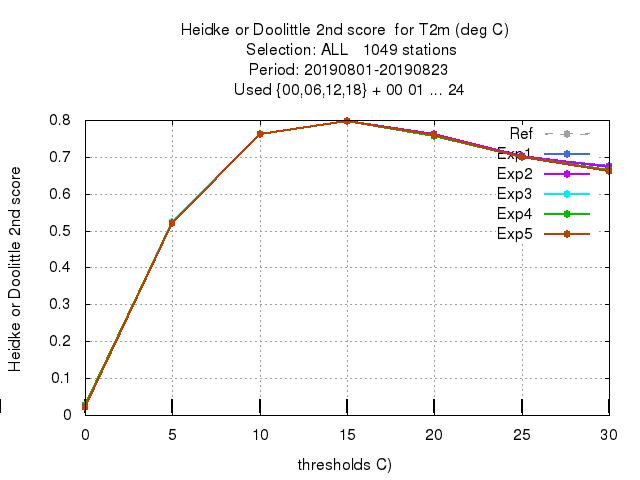 Heidke or Doolittle 2nd score  for T2m (deg C)
Selection: ALL   1049 stations
Period: 20190801-20190823
Used {00,06,12,18} + 00 01 ... 24
Heidke or Doolittle 2nd score
0.8
0.7
0.6
0.5
0.4
0.3
0.2
0.1
0
Ref
Exp1
Exp2
Exp3
Exp4
Exp5
0 5 10 15 20 25 30
thresholds C)